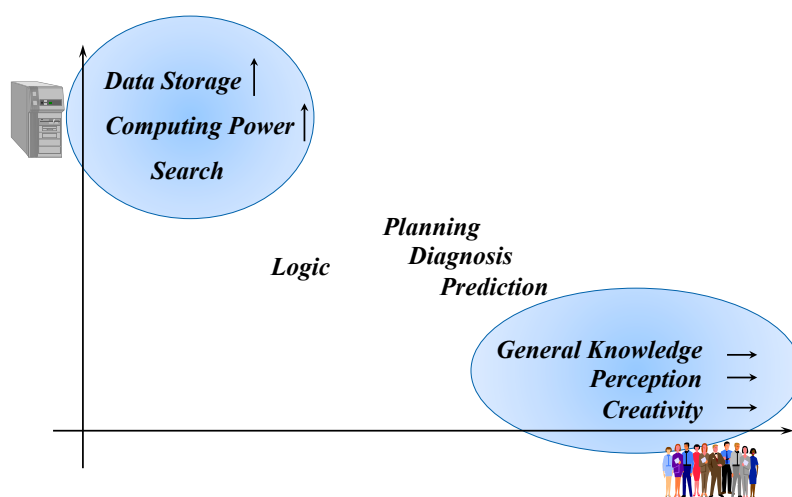 Data Storage
Computing Power
Search
Planning
Diagnosis
Logic
Prediction
General Knowledge
Perception
Creativity